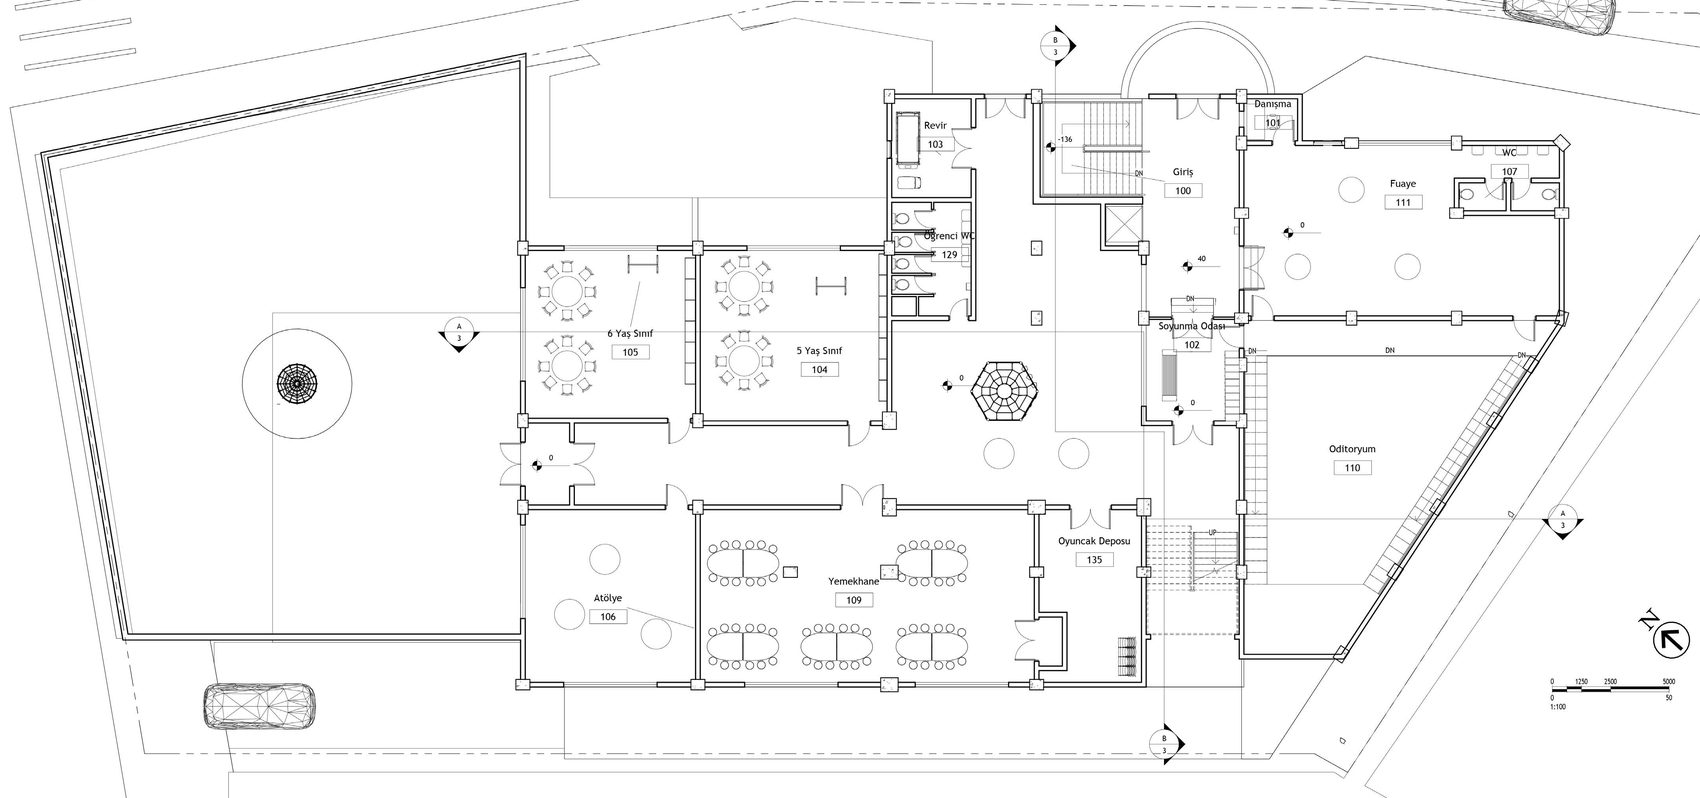 B
3
Danışma
101
-136
Revir
103
DN
Giriş
100
WC
107
Fuaye
111
0
Öğrenci WC
129
40
DN
A
3
6 Yaş Sınıf
105
5 Yaş Sınıf
104
Soyunma Odası
102
DN
DN
DN
0
0
0
Oditoryum
110
A
3
UP
Oyuncak Deposu
135
Yemekhane
109
Atölye
106
N
0 1250 2500 5000
0 50
1:100
B
3